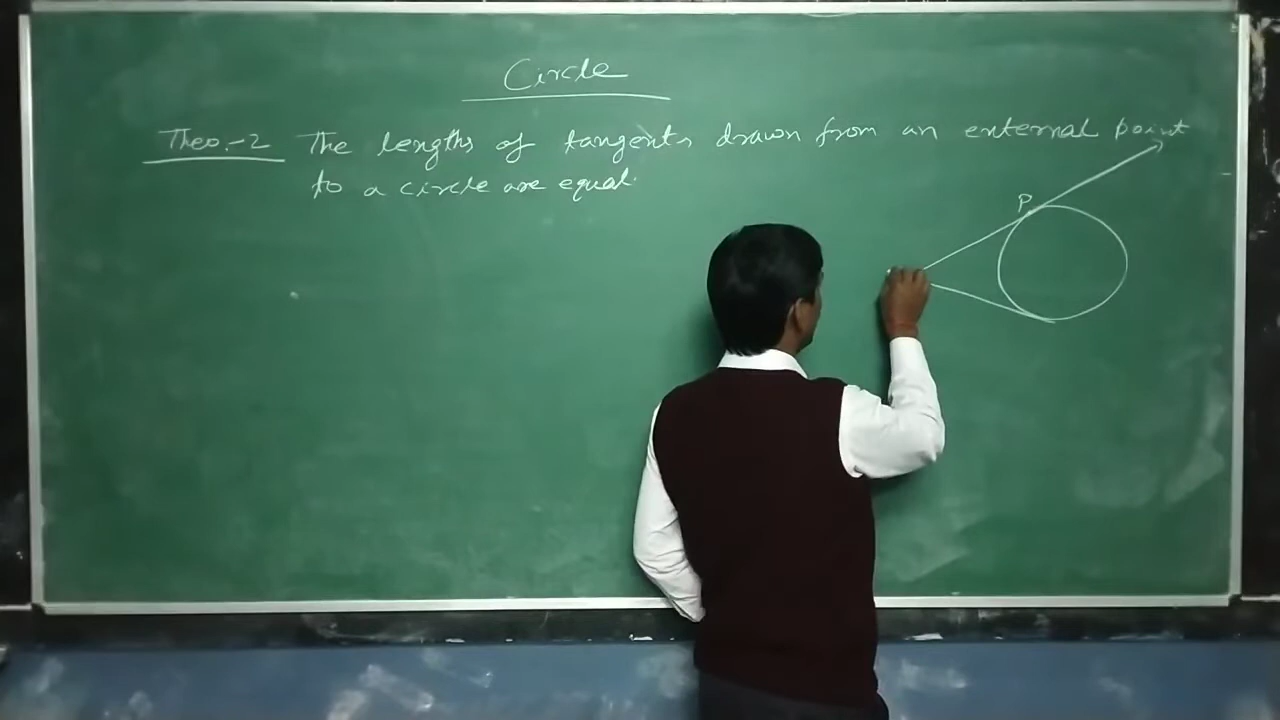 Circle
Theo.-2 The lengths of tangents drawn from an external point
to a circle are equal.
P